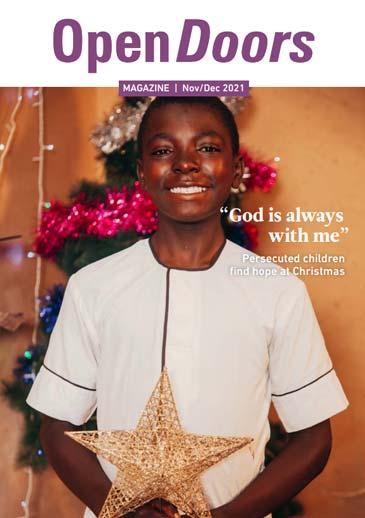 Open Doors
MAGAZINE | Nov/Dec 2021
“God is always
with me”
Persecuted children
find hope at Christmas